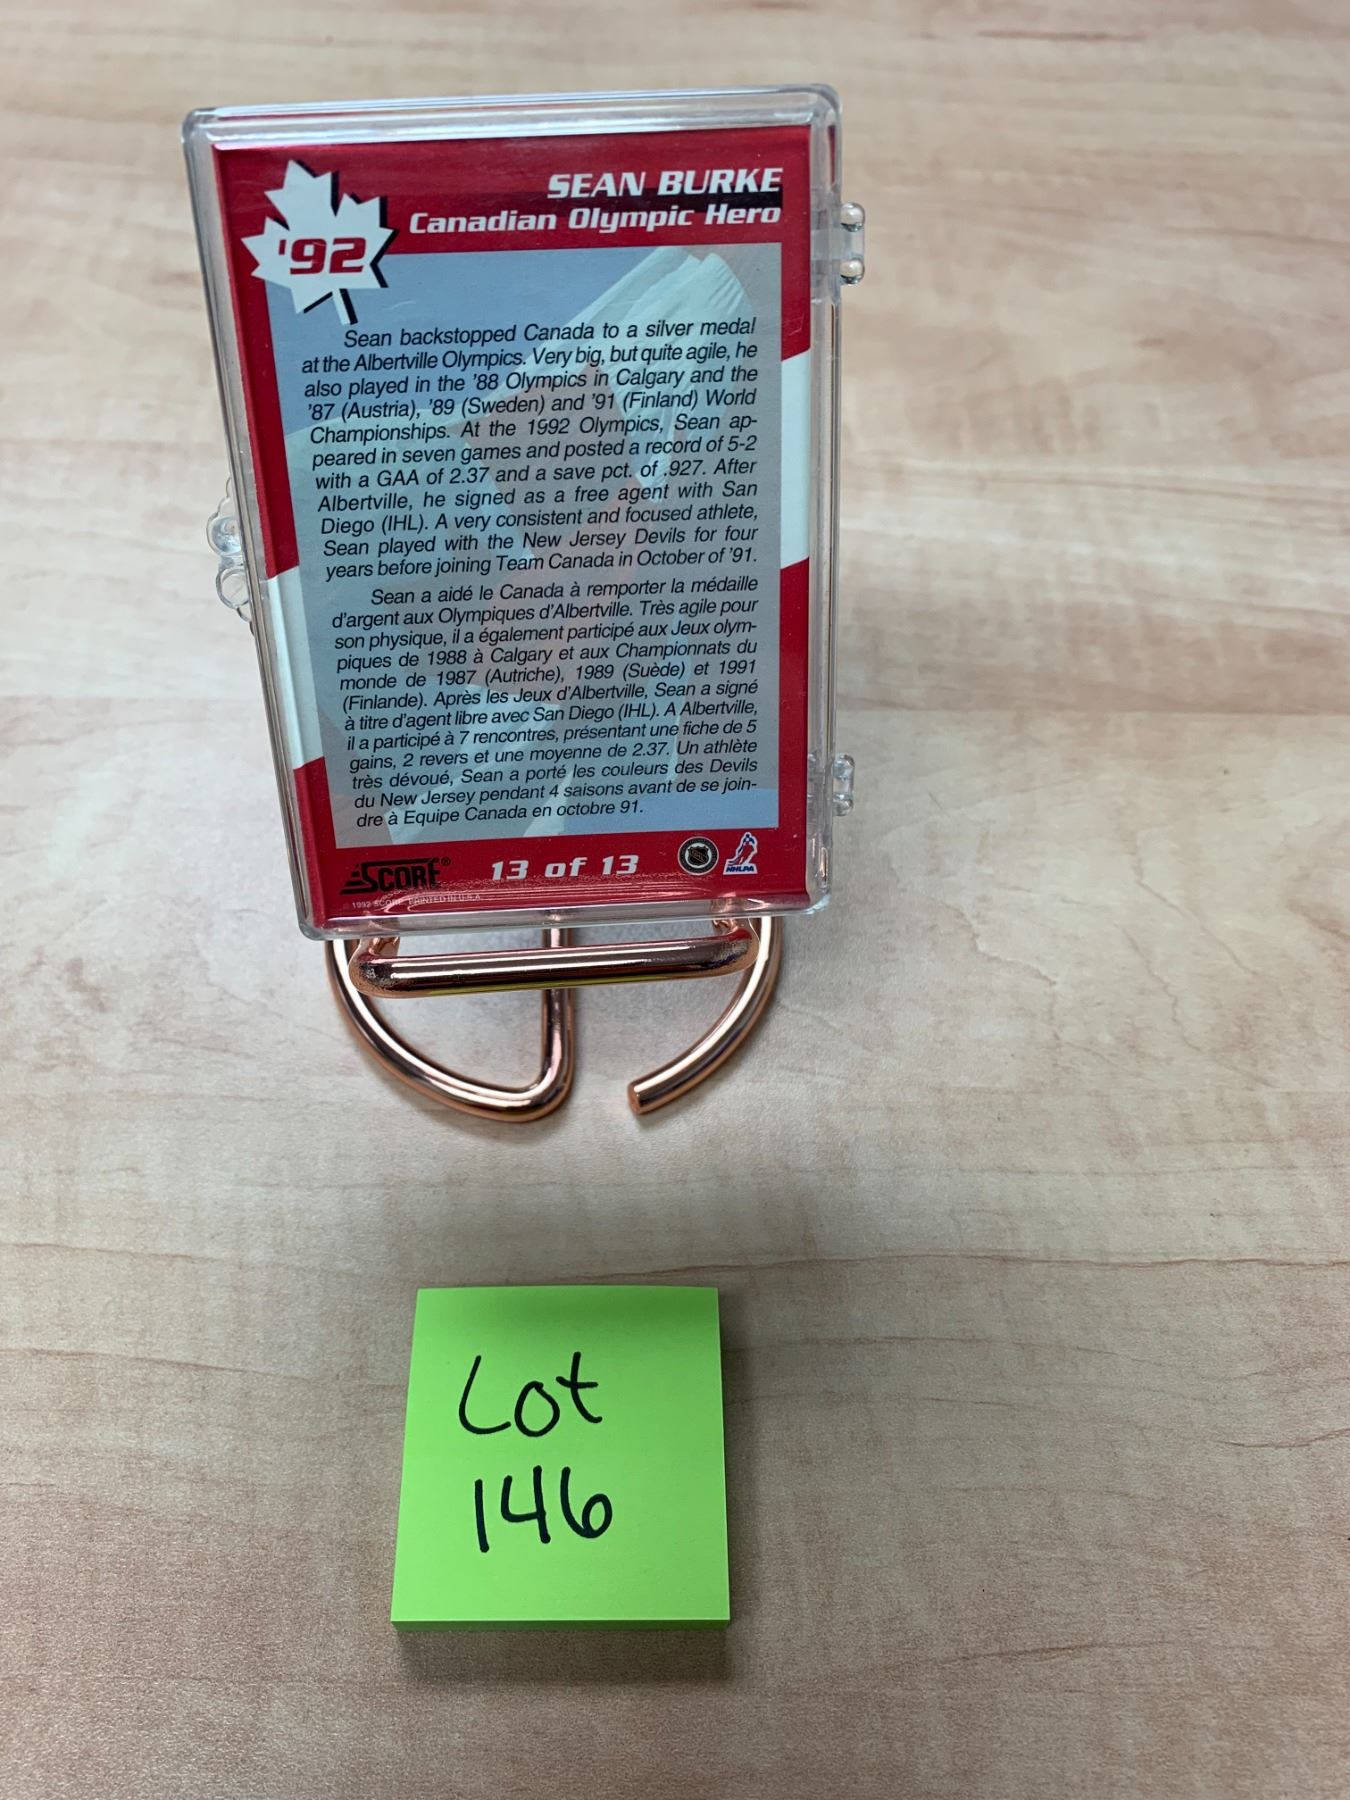 '92
SEAN BURKE
Canadian Olympic Hero
Sean backstopped Canada to a silver medal
at the Albertville Olympics. Very big, but quite agile, he
also played in the '88 Olympics in Calgary and the
'87 (Austria), '89 (Sweden) and '91 (Finland) World
Championships. At the 1992 Olympics, Sean ap-
peared in seven games and posted a record of 5-2
with a GAA of 2.37 and a save pct. of .927. After
Albertville, he signed as a free agent with San
Diego (IHL). A very consistent and focused athlete,
Sean played with the New Jersey Devils for four
years before joining Team Canada in October of '91.
Sean a aidé le Canada à remporter la médaille
d'argent aux Olympiques d'Albertville. Très agile pour
son physique, il a également participé aux Jeux olym-
piques de 1988 à Calgary et aux Championnats du
monde de 1987 (Autriche), 1989 (Suède) et 1991
(Finlande). Après les Jeux d'Albertville, Sean a signé
à titre d'agent libre avec San Diego (IHL). A Albertville,
il a participé à 7 rencontres, présentant une fiche de 5
gains, 2 revers et une moyenne de 2.37. Un athlète
très dévoué, Sean a porté les couleurs des Devils
du New Jersey pendant 4 saisons avant de se join-
dre à Equipe Canada en octobre 91.
SCORE® 13 of 13 NHL NHLPA
© 1992 SCORE PRINTED IN U.S.A.
Lot
146